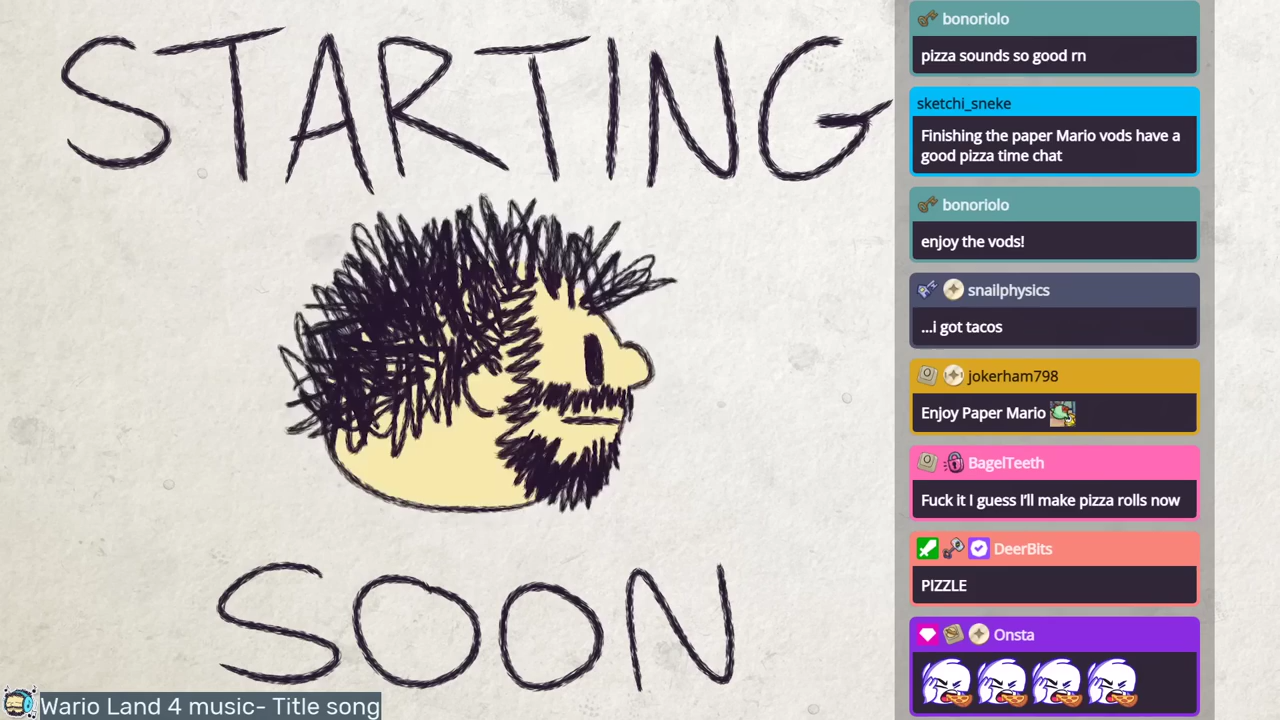 STARTING
SOON
Wario Land 4 music- Title song
bonoriolo
pizza sounds so good rn
sketchi_sneke
Finishing the paper Mario vods have a
good pizza time chat
bonoriolo
enjoy the vods!
snailphysics
...i got tacos
jokerham798
Enjoy Paper Mario
BagelTeeth
Fuck it I guess I'll make pizza rolls now
DeerBits
PIZZLE
Onsta